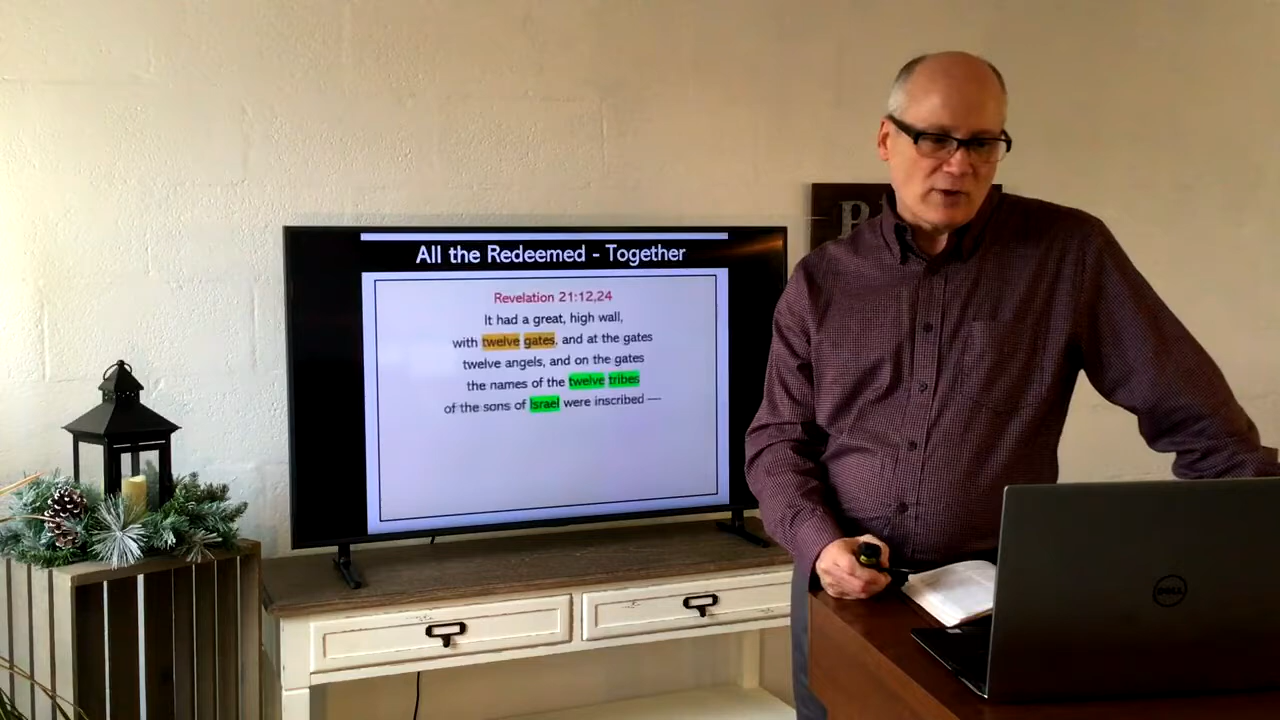 All the Redeemed - Together
Revelation 21:12,24
It had a great, high wall,
with twelve gates, and at the gates
twelve angels, and on the gates
the names of the twelve tribes
of the sons of Israel were inscribed —
DELL